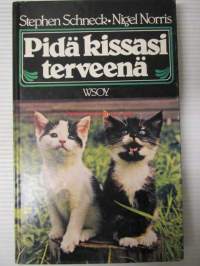 Stephen Schneck • Nigel Norris
Pidä kissasi
terveenä
WSOY